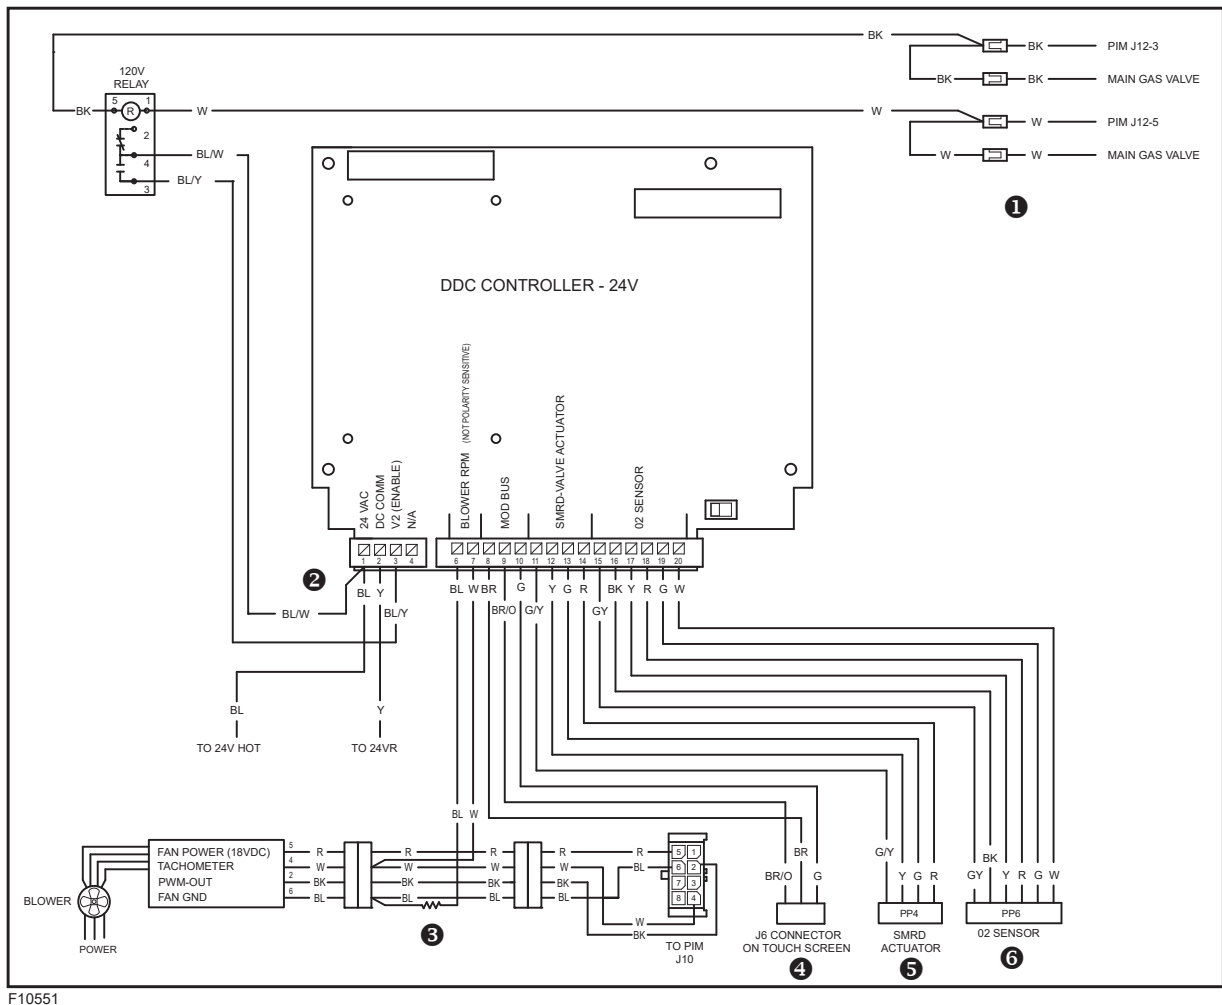 BK
BK
PIM J12-3
BK
BK
MAIN GAS VALVE
120V
RELAY
5
1
BK
R
W
W
W
PIM J12-5
2
BL/W
4
W
W
MAIN GAS VALVE
BL/Y
3
❶
DDC CONTROLLER - 24V
24 VAC
DC COMM
V2 (ENABLE)
N/A
BLOWER RPM (NOT POLARITY SENSITIVE)
MOD BUS
SMRD-VALVE ACTUATOR
02 SENSOR
1 2 3 4
6 7 8 9 10 11 12 13 14 15 16 17 18 19 20
❷
BL Y
BL W BR G Y G R BK Y R G W
BL/W
BL/Y
BR/O G/Y GY
BL
Y
TO 24V HOT
TO 24VR
BL W
FAN POWER (18VDC) 5 R R R R
TACHOMETER 4 W W W W
PWM-OUT 2 BK BK BK BK
FAN GND 6 BL BL BL BL
BL
5 1
6 2
7 3
8 4
BLOWER
POWER
❸
W
BK
TO PIM
J10
BR
BR/O G
J6 CONNECTOR
ON TOUCH SCREEN
❹
G/Y
Y G R
PP4
SMRD
ACTUATOR
❺
BK
GY Y R G W
PP6
02 SENSOR
❻
F10551